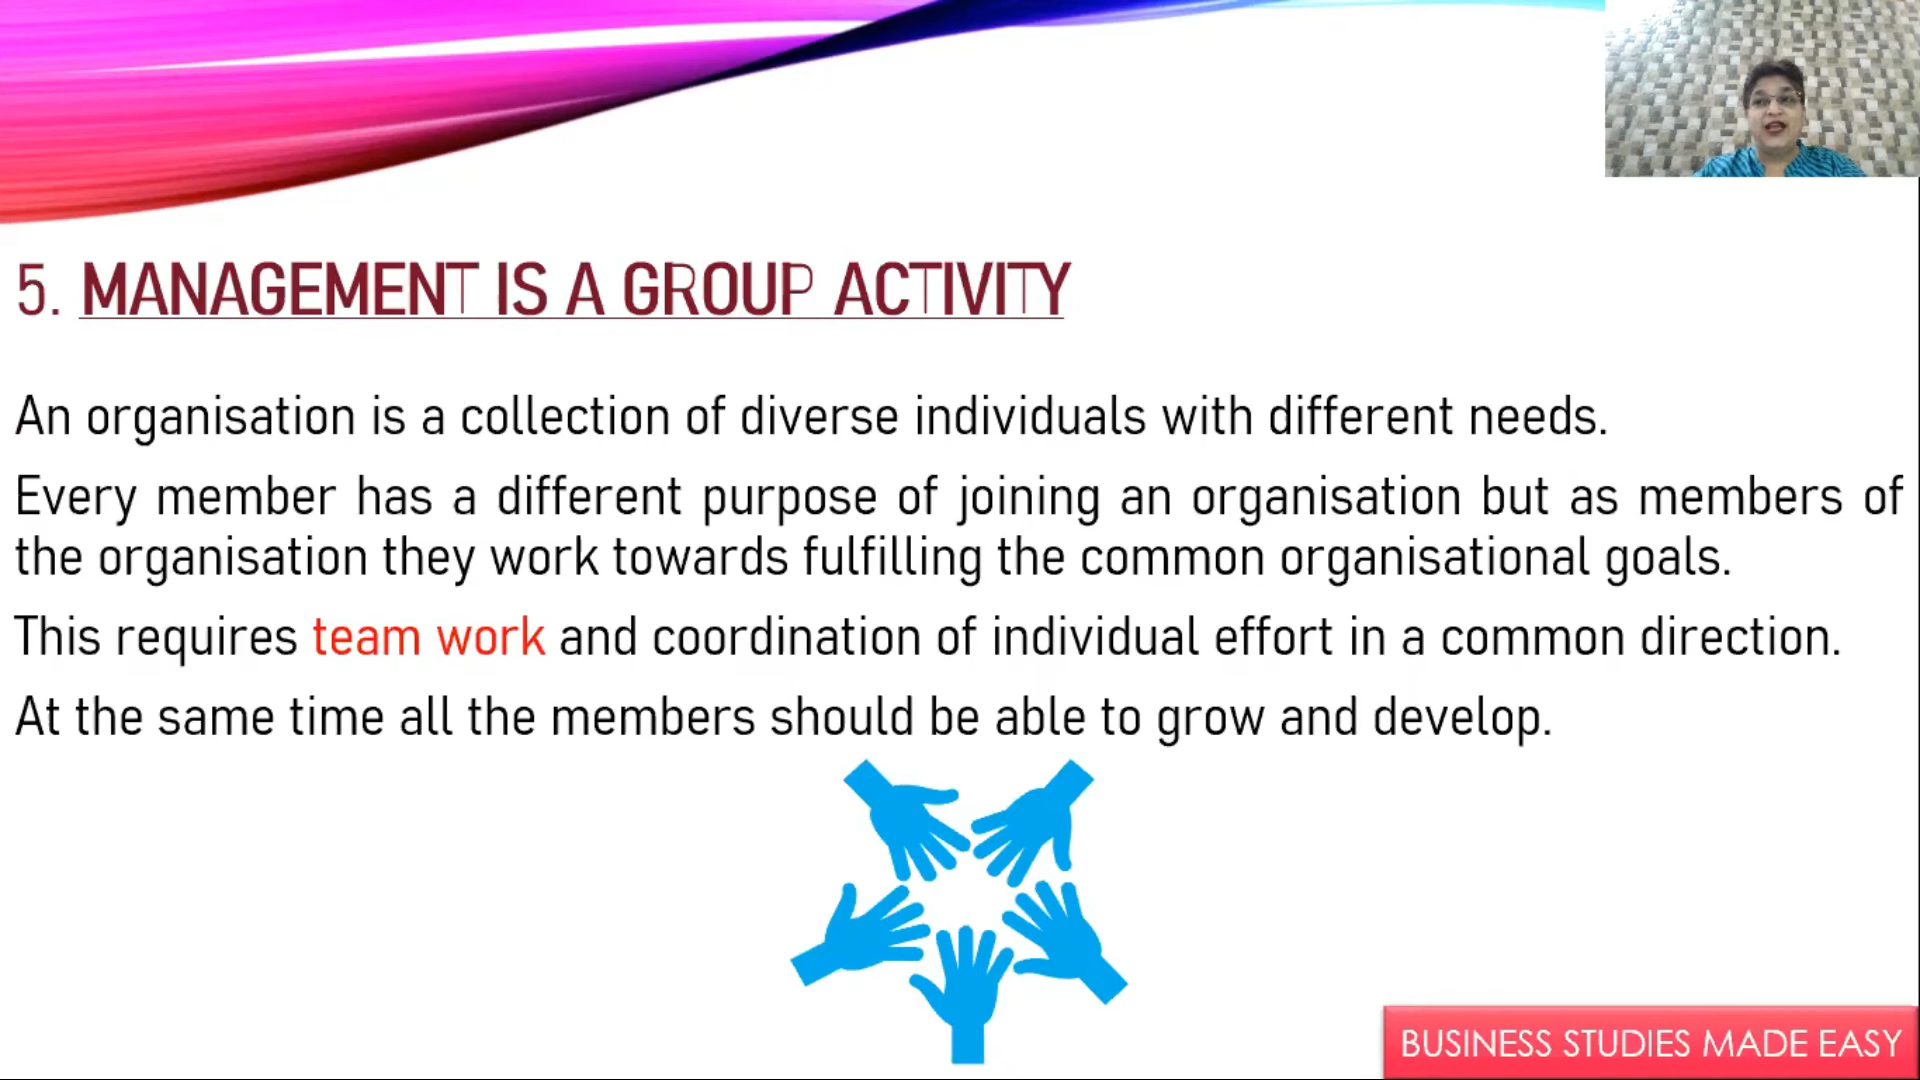 5. MANAGEMENT IS A GROUP ACTIVITY
An organisation is a collection of diverse individuals with different needs.
Every member has a different purpose of joining an organisation but as members of
the organisation they work towards fulfilling the common organisational goals.
This requires team work and coordination of individual effort in a common direction.
At the same time all the members should be able to grow and develop.
BUSINESS STUDIES MADE EASY